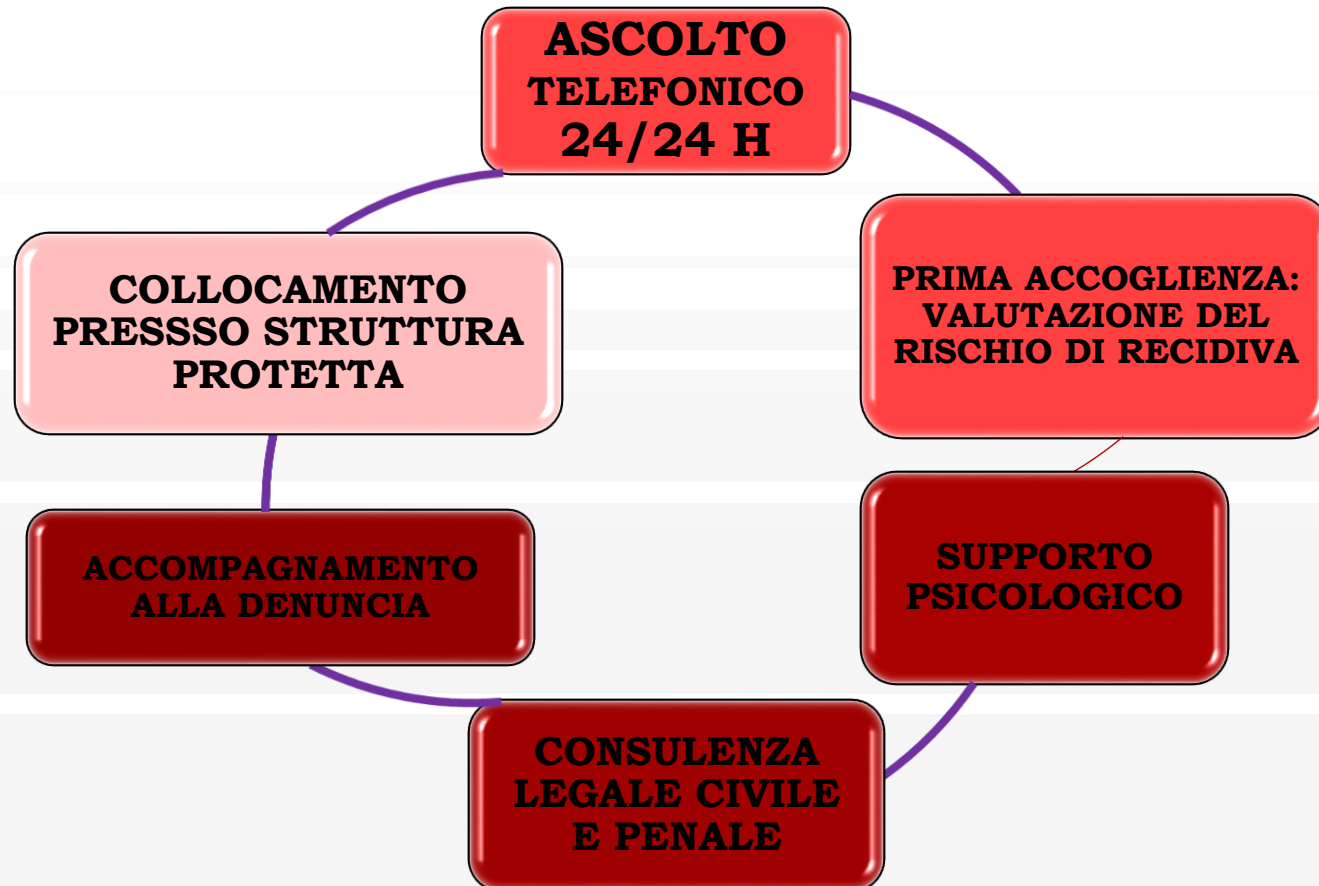 ASCOLTO
TELEFONICO
24/24 H
PRIMA ACCOGLIENZA:
VALUTAZIONE DEL
RISCHIO DI RECIDIVA
SUPPORTO
PSICOLOGICO
CONSULENZA
LEGALE CIVILE
E PENALE
ACCOMPAGNAMENTO
ALLA DENUNCIA
COLLOCAMENTO
PRESSSO STRUTTURA
PROTETTA